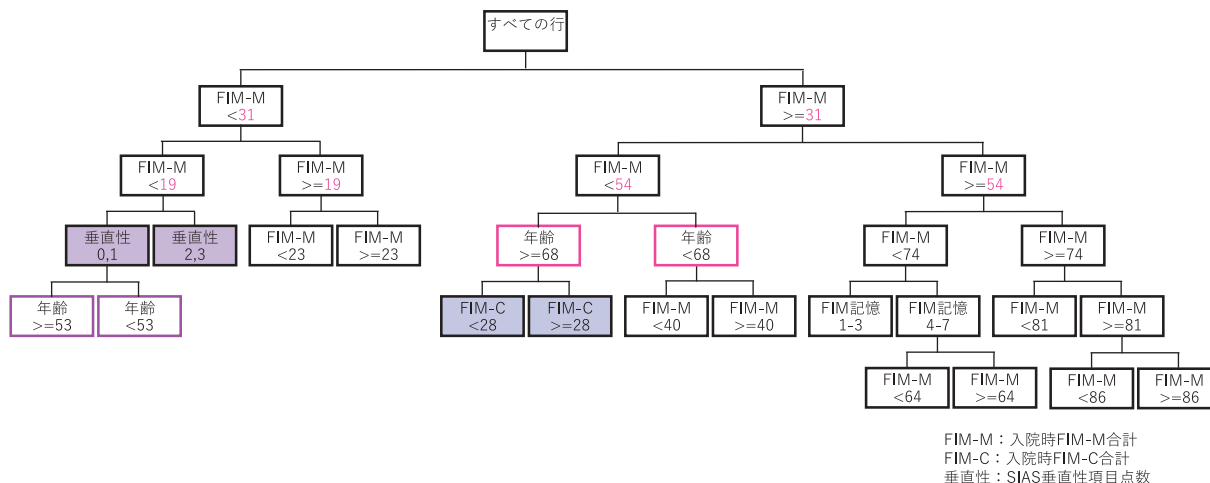 すべての行
FIM-M
<31
FIM-M
>=31
FIM-M
<19
FIM-M
>=19
FIM-M
<54
FIM-M
>=54
垂直性
0,1
垂直性
2,3
FIM-M
<23
FIM-M
>=23
年齢
>=68
年齢
<68
FIM-M
<74
FIM-M
>=74
年齢
>=53
年齢
<53
FIM-C
<28
FIM-C
>=28
FIM-M
<40
FIM-M
>=40
FIM記憶
1-3
FIM記憶
4-7
FIM-M
<81
FIM-M
>=81
FIM-M
<64
FIM-M
>=64
FIM-M
<86
FIM-M
>=86
FIM-M：入院時FIM-M合計
FIM-C：入院時FIM-C合計
垂直性：SIAS垂直性項目点数